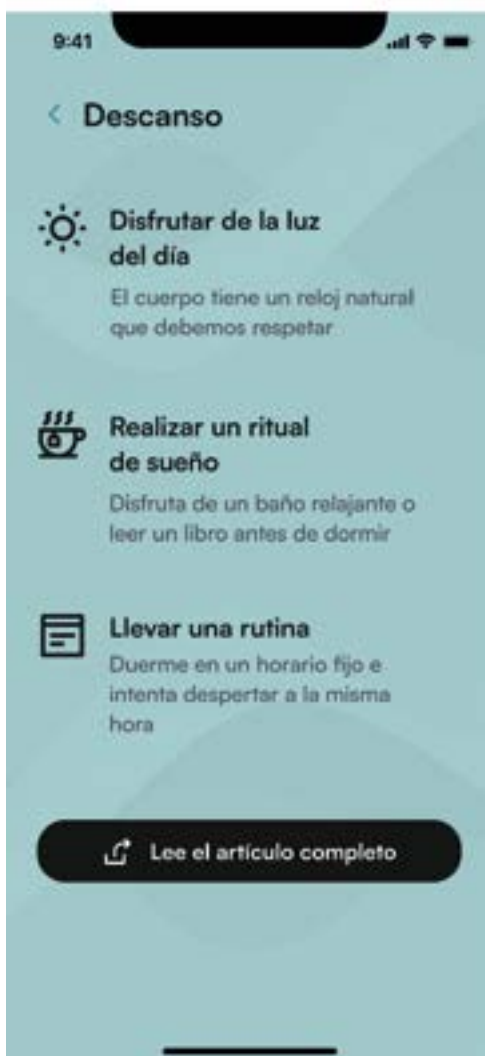 9:41
Descanso
Disfrutar de la luz
del día
El cuerpo tiene un reloj natural
que debemos respetar
Realizar un ritual
de sueño
Disfruta de un baño relajante o
leer un libro antes de dormir
Llevar una rutina
Duerme en un horario fijo e
intenta despertar a la misma
hora
Lee el artículo completo